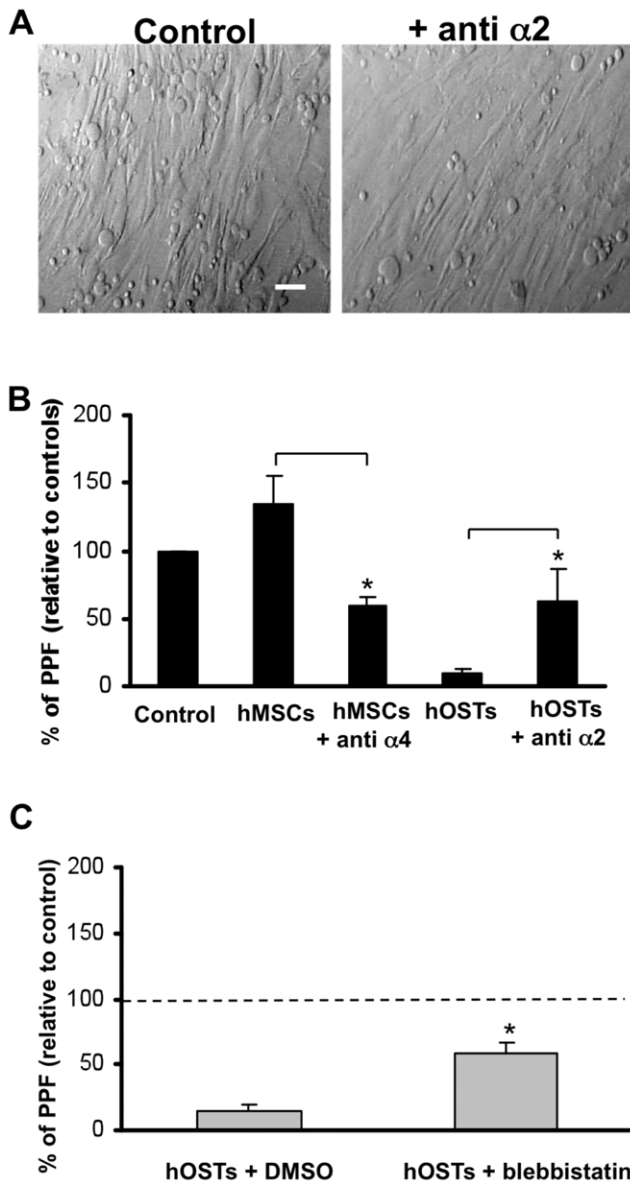 A
Control
+ anti α2
B
% of PPF (relative to controls)
200
150
100
50
0
*
*
Control
hMSCs
hMSCs
+ anti α4
hOSTs
hOSTs
+ anti α2
C
% of PPF (relative to control)
200
150
100
50
0
*
hOSTs + DMSO
hOSTs + blebbistatin